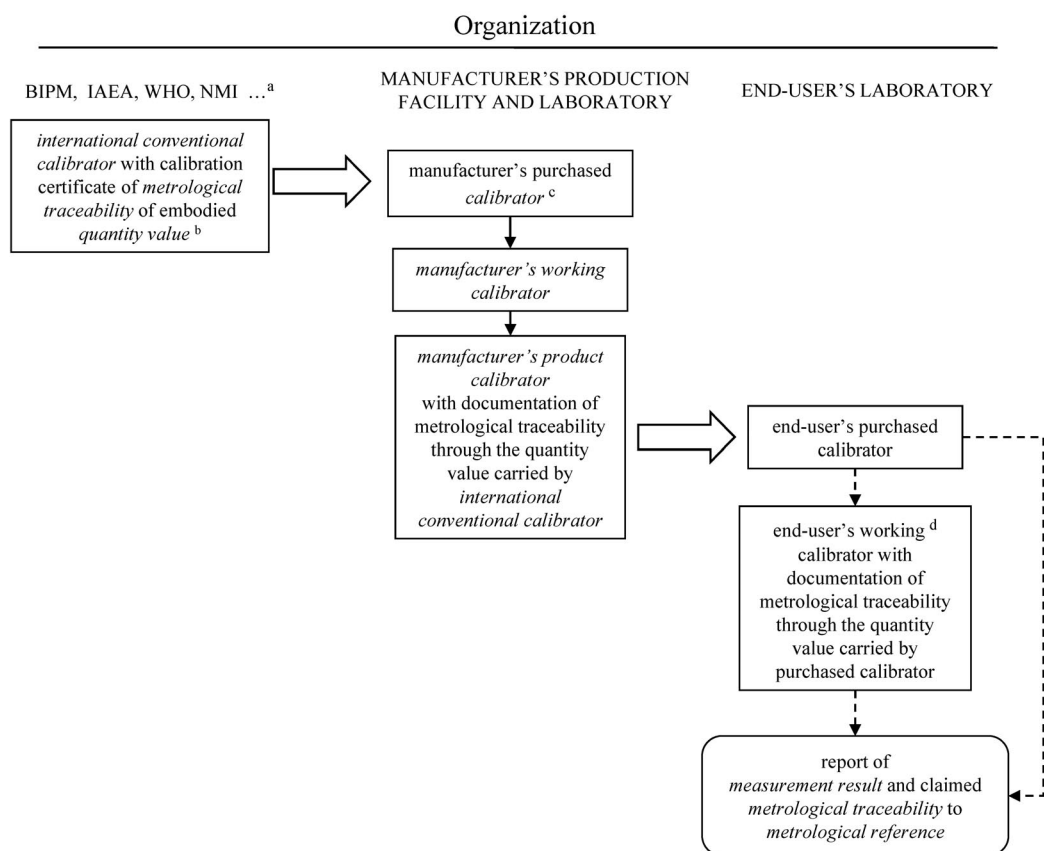 Organization
BIPM, IAEA, WHO, NMI …a
MANUFACTURER’S PRODUCTION
FACILITY AND LABORATORY
END-USER’S LABORATORY
international conventional
calibrator with calibration
certificate of metrological
traceability of embodied
quantity value b
manufacturer’s purchased
calibrator c
manufacturer’s working
calibrator
manufacturer’s product
calibrator
with documentation of
metrological traceability
through the quantity
value carried by
international
conventional calibrator
end-user’s purchased
calibrator
end-user’s working d
calibrator with
documentation of
metrological traceability
through the quantity
value carried by
purchased calibrator
report of
measurement result and claimed
metrological traceability to
metrological reference